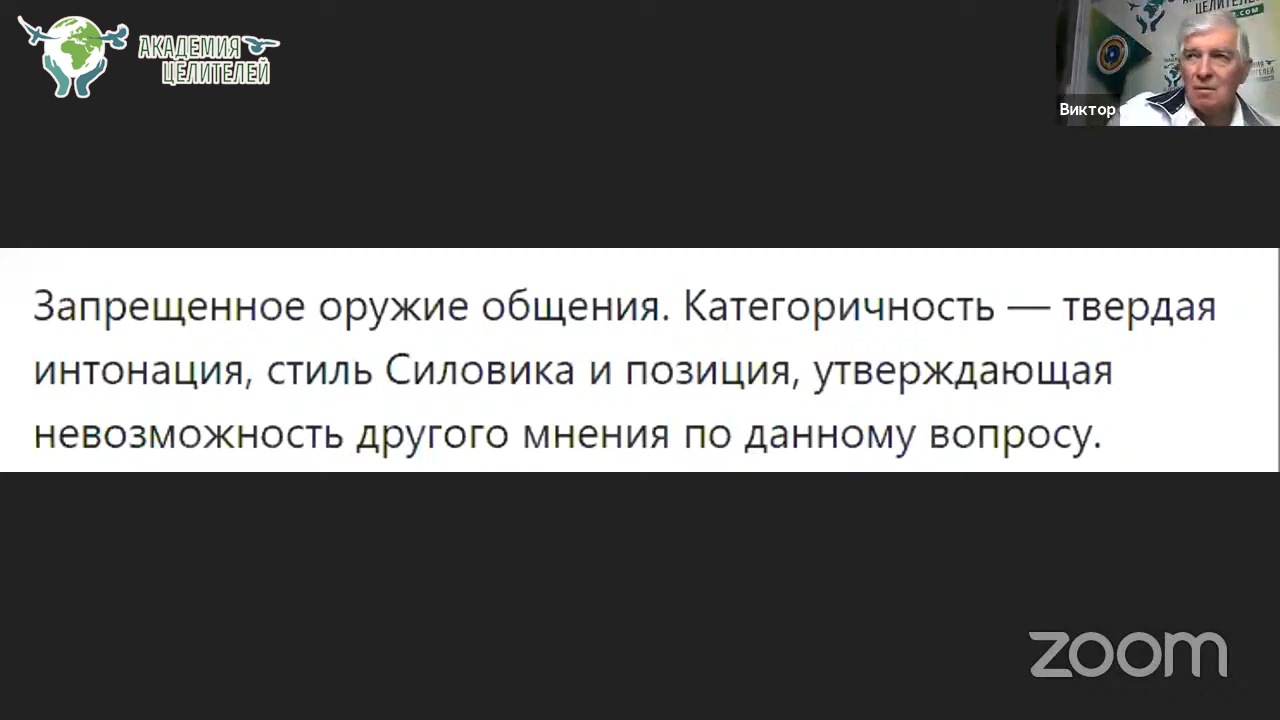 АКАДЕМИЯ
ЦЕЛИТЕЛЕЙ
Виктор
Запрещенное оружие общения. Категоричность — твердая
интонация, стиль Силовика и позиция, утверждающая
невозможность другого мнения по данному вопросу.
zoom